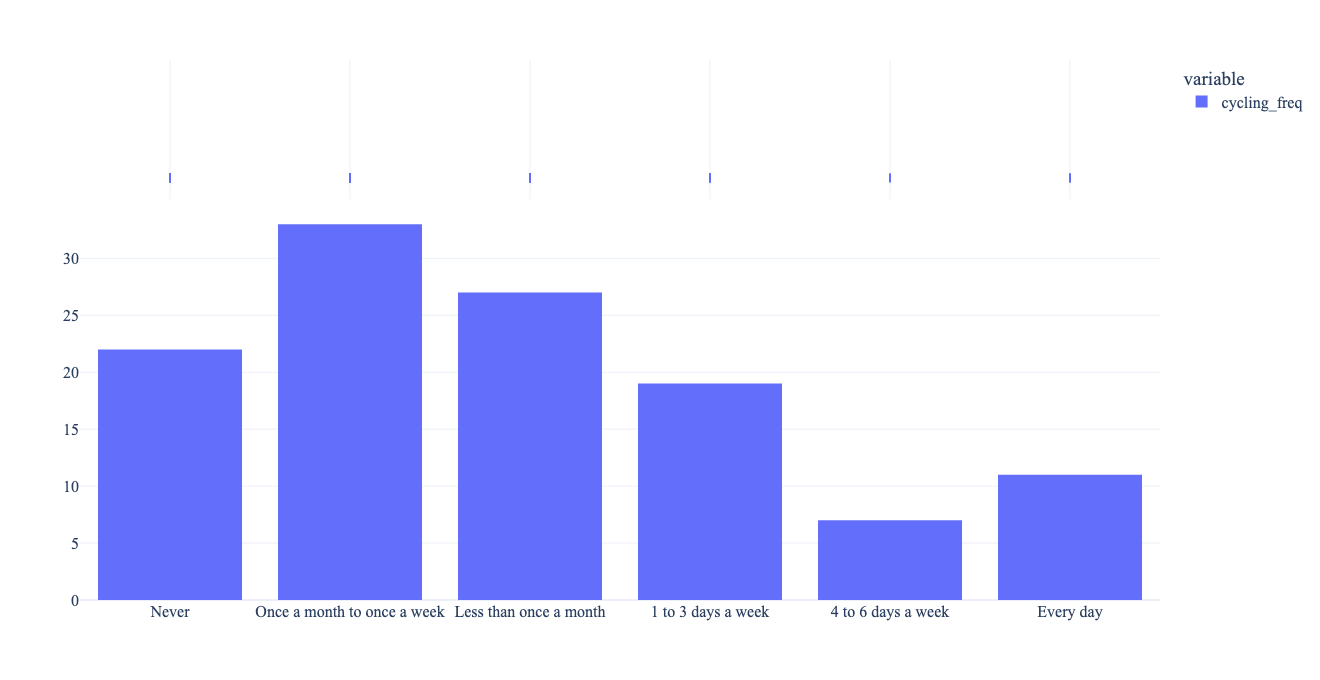 variable
cycling_freq
30
25
20
15
10
5
0
Never
Once a month to once a week
Less than once a month
1 to 3 days a week
4 to 6 days a week
Every day